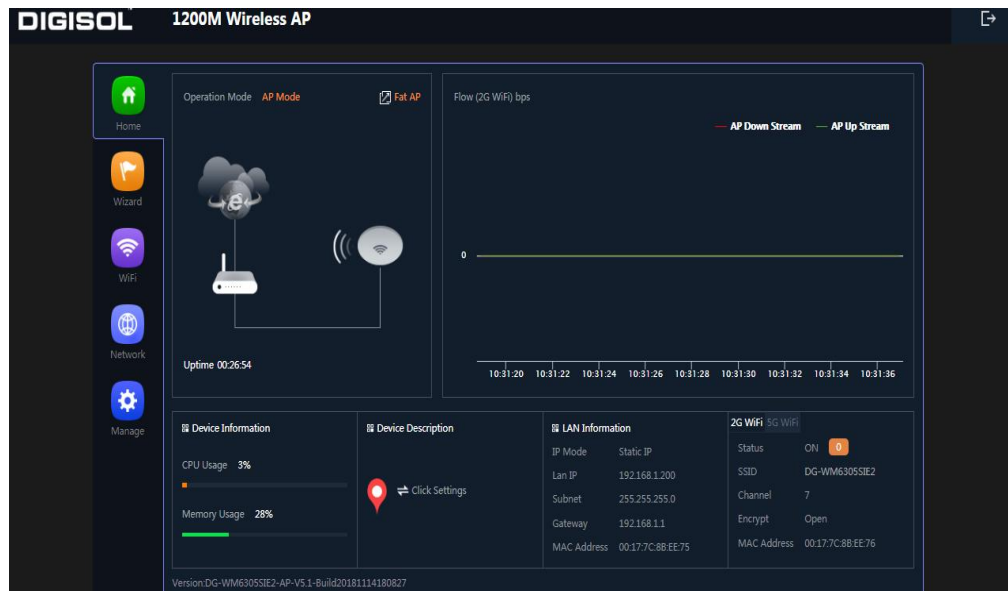 DIGISOL
1200M Wireless AP
Home
Wizard
WiFi
Network
Manage
Operation Mode AP Mode Fat AP
Uptime 00:26:54
Flow (2G WiFi) bps
AP Down Stream AP Up Stream
0
10:31:20 10:31:22 10:31:24 10:31:26 10:31:28 10:31:30 10:31:32 10:31:34 10:31:36
Device Information
CPU Usage 3%
Memory Usage 28%
Device Description
Click Settings
LAN Information
IP Mode Static IP
Lan IP 192.168.1.200
Subnet 255.255.255.0
Gateway 192.168.1.1
MAC Address 00:17:7C:8B:EE:75
2G WiFi 5G WiFi
Status ON 0
SSID DG-WM6305SIE2
Channel 7
Encrypt Open
MAC Address 00:17:7C:8B:EE:76
Version:DG-WM6305SIE2-AP-V5.1-Build20181114180827